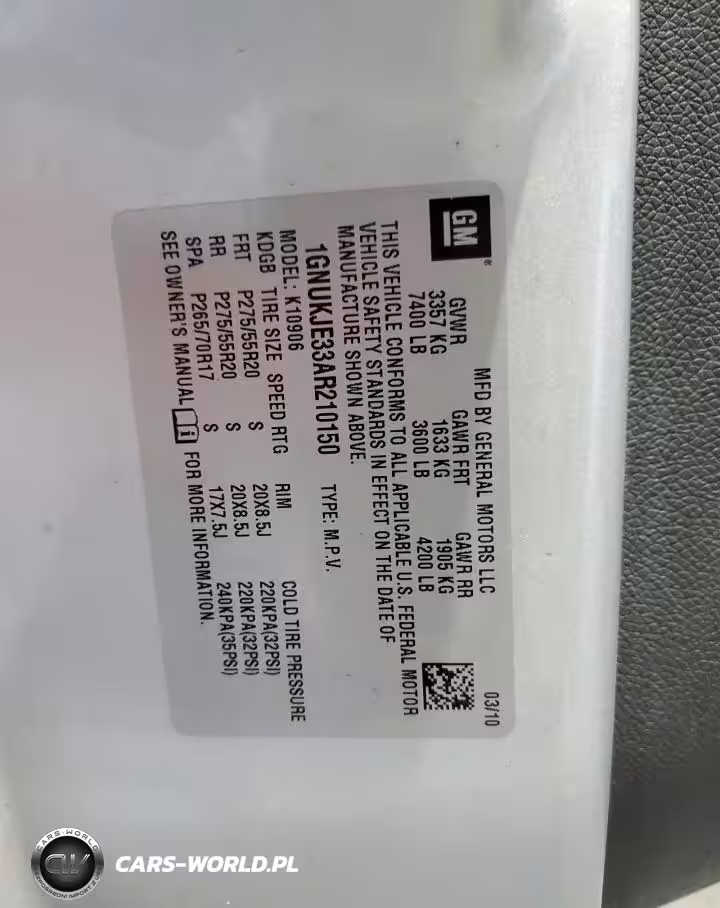 GM®
MFD BY GENERAL MOTORS LLC 03/10
GVWR GAWR FRT GAWR RR
3357 KG 1633 KG 1905 KG
7400 LB 3600 LB 4200 LB
THIS VEHICLE CONFORMS TO ALL APPLICABLE U.S. FEDERAL MOTOR
VEHICLE SAFETY STANDARDS IN EFFECT ON THE DATE OF
MANUFACTURE SHOWN ABOVE.
1GNUKJE33AR210150 TYPE: M.P.V.
MODEL: K10906
KDGB TIRE SIZE SPEED RTG RIM COLD TIRE PRESSURE
FRT P275/55R20 S 20X8.5J 220KPA(32PSI)
RR P275/55R20 S 20X8.5J 220KPA(32PSI)
SPA P265/70R17 S 17X7.5J 240KPA(35PSI)
SEE OWNER'S MANUAL i FOR MORE INFORMATION.
CARS-WORLD
CW
CARS-WORLD.PL